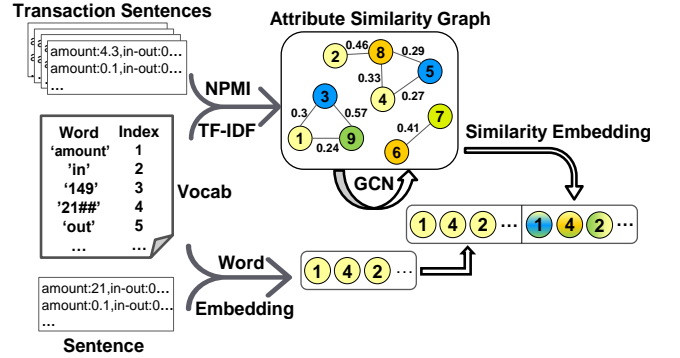 Transaction Sentences
amount:4.3,in-out:0...
amount:0.1,in-out:0...
...
Attribute Similarity Graph
2 0.46 8 0.29 5
0.33 4 0.27
3
0.3 0.57
1 0.24 9
7
0.41
6
NPMI
TF-IDF
GCN
Similarity Embedding
Word Index
'amount' 1
'in' 2
'149' 3
'21##' 4
'out' 5
... ...
Vocab
1 4 2 ... 1 4 2 ...
Word
Embedding
1 4 2 ...
amount:21,in-out:0...
amount:0.1,in-out:0...
...
Sentence